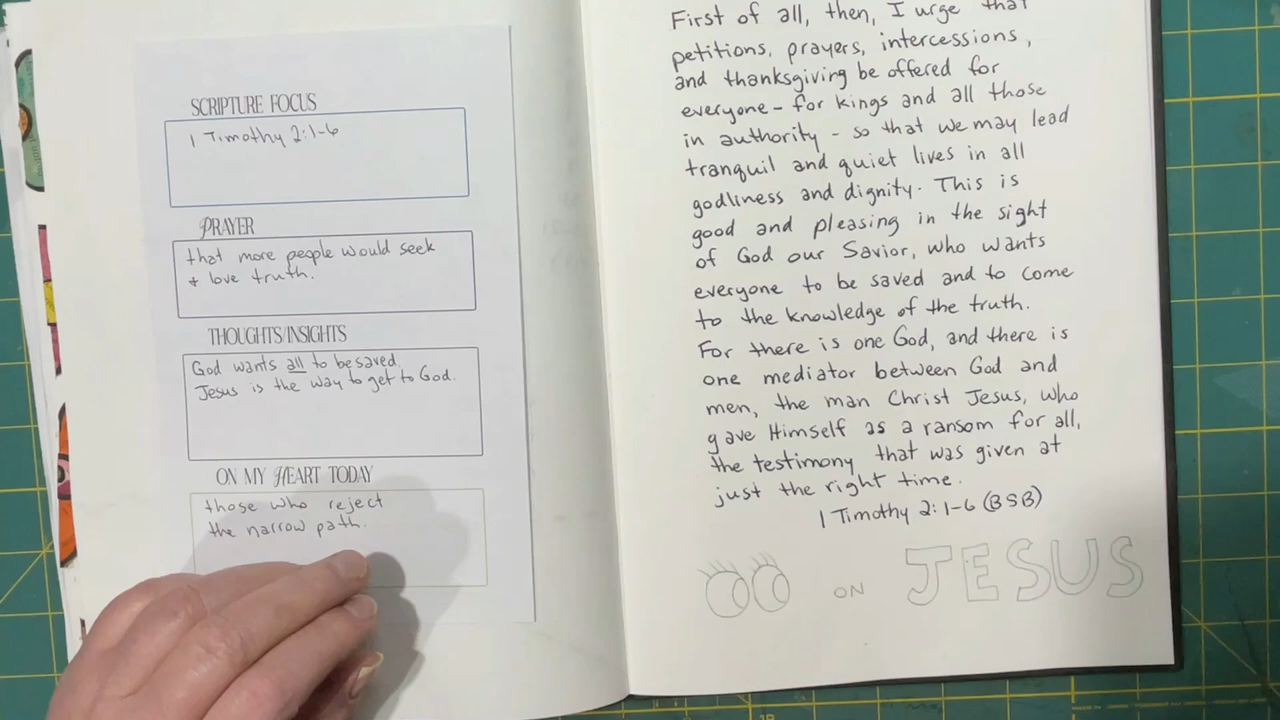 SCRIPTURE FOCUS
1 Timothy 2:1-6
PRAYER
that more people would seek
+ love truth.
THOUGHTS/INSIGHTS
God wants all to be saved.
Jesus is the way to get to God.
ON MY HEART TODAY
those who reject
the narrow path.
First of all, then, I urge that
petitions, prayers, intercessions,
and thanksgiving be offered for
everyone - for kings and all those
in authority - so that we may lead
tranquil and quiet lives in all
godliness and dignity. This is
good and pleasing in the sight
of God our Savior, who wants
everyone to be saved and to come
to the knowledge of the truth.
For there is one God, and there is
one mediator between God and
men, the man Christ Jesus, who
gave Himself as a ransom for all,
the testimony that was given at
just the right time.
1 Timothy 2:1-6 (BSB)
ON JESUS